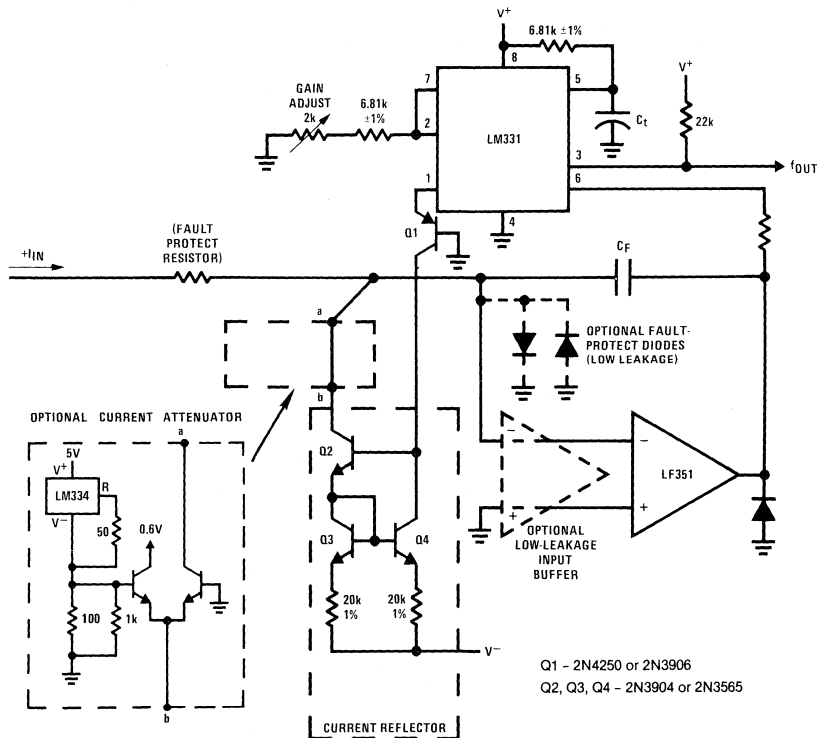 V+
6.81k ±1%
8
7
5
V+
GAIN
ADJUST
2k
6.81k
±1%
2
LM331
Ct
22k
3
fOUT
1
6
4
Q1
(FAULT
PROTECT
RESISTOR)
+IIN
CF
a
OPTIONAL FAULT-
PROTECT DIODES
(LOW LEAKAGE)
b
OPTIONAL CURRENT ATTENUATOR
a
5V
V+
LM334
R
V−
50
0.6V
100
1k
b
Q2
Q3
Q4
20k
1%
20k
1%
V−
CURRENT REFLECTOR
−
+
OPTIONAL
LOW-LEAKAGE
INPUT
BUFFER
−
+
LF351
Q1 – 2N4250 or 2N3906
Q2, Q3, Q4 – 2N3904 or 2N3565